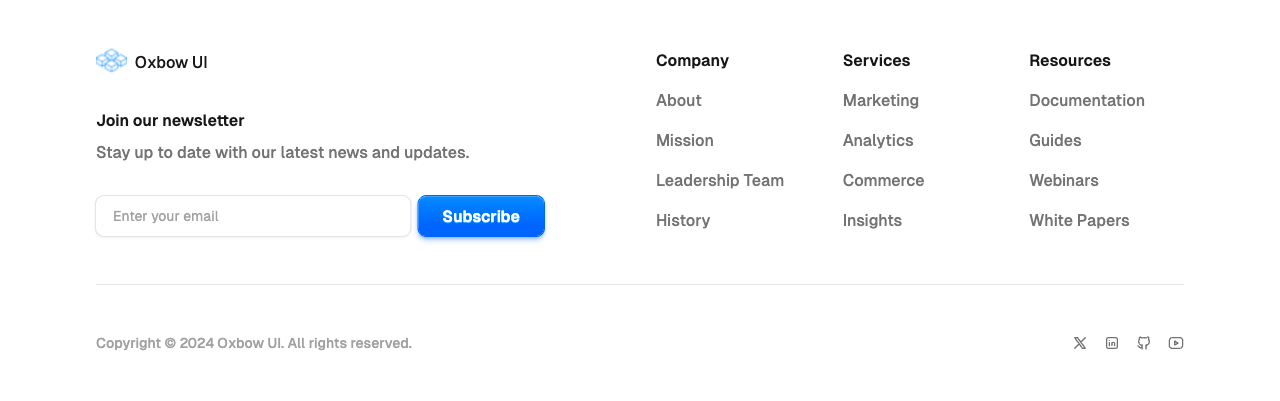 Oxbow UI
Join our newsletter
Stay up to date with our latest news and updates.
Enter your email
Subscribe
Company
About
Mission
Leadership Team
History
Services
Marketing
Analytics
Commerce
Insights
Resources
Documentation
Guides
Webinars
White Papers
Copyright © 2024 Oxbow UI. All rights reserved.